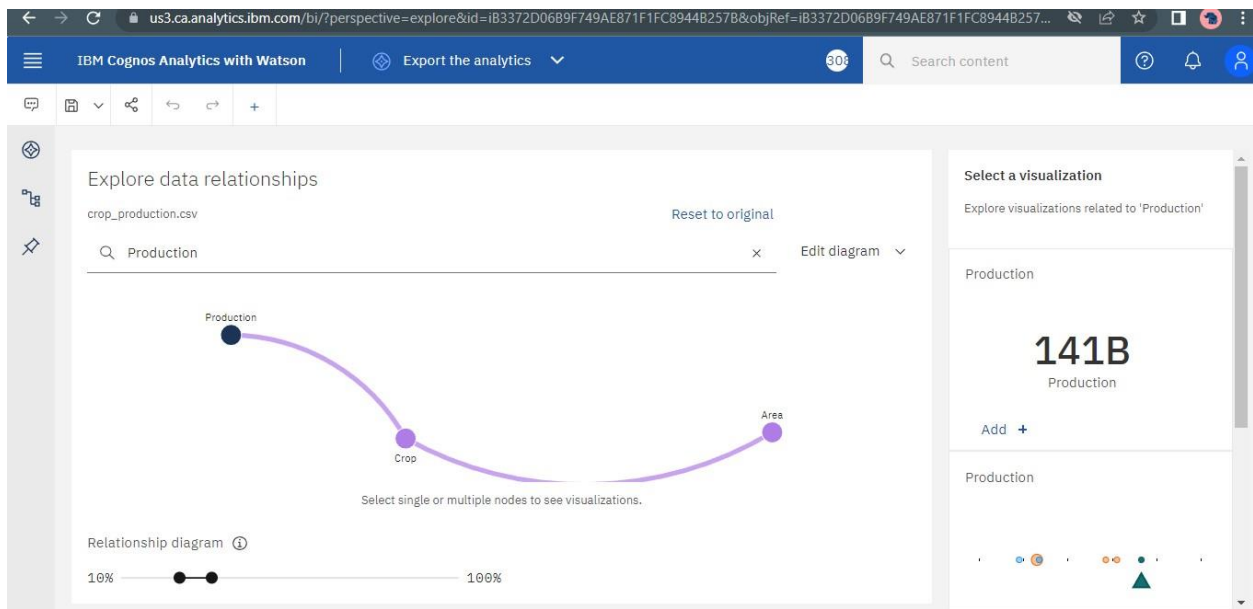 us3.ca.analytics.ibm.com/bi/?perspective=explore&id=iB3372D06B9F749AE871F1FC8944B257B&objRef=iB3372D06B9F749AE871F1FC8944B257...
IBM Cognos Analytics with Watson
Export the analytics
308
Search content
Explore data relationships
crop_production.csv
Reset to original
Production
Edit diagram
Production
Crop
Area
Select single or multiple nodes to see visualizations.
Relationship diagram
10%
100%
Select a visualization
Explore visualizations related to 'Production'
Production
141B
Production
Add +
Production